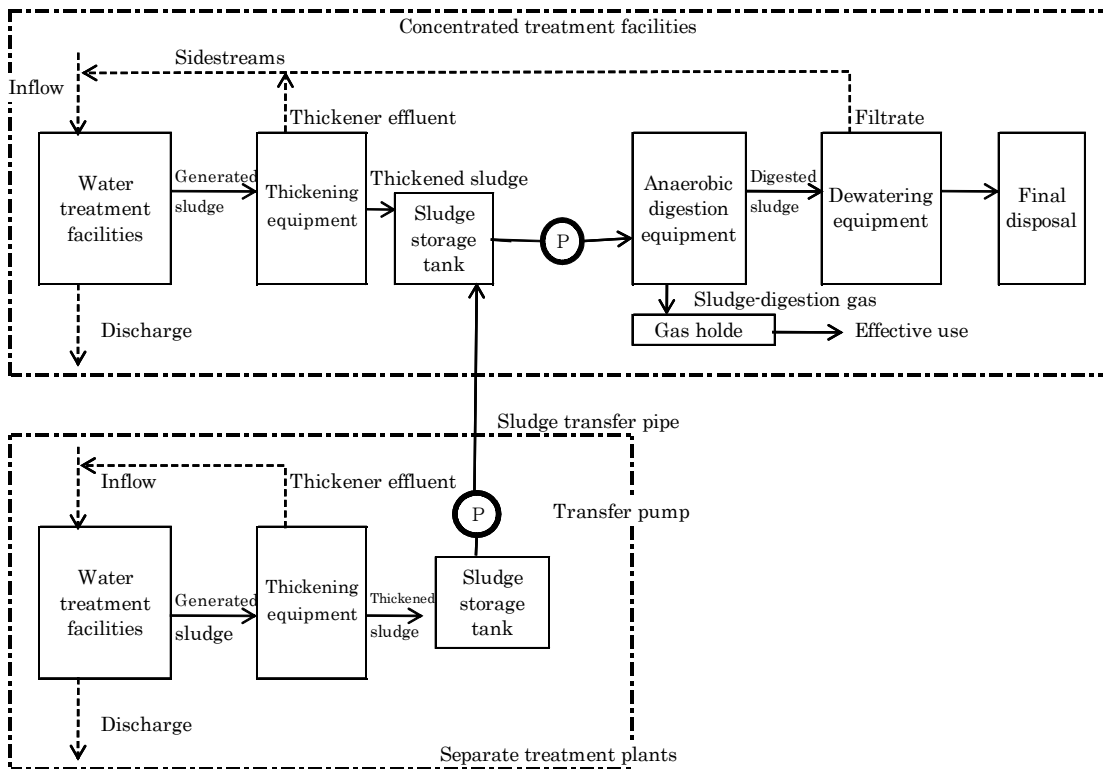 Concentrated treatment facilities
Sidestreams
Inflow
Thickener effluent
Filtrate
Water
treatment
facilities
Generated
sludge
Thickening
equipment
Thickened sludge
Sludge
storage
tank
P
Anaerobic
digestion
equipment
Digested
sludge
Dewatering
equipment
Final
disposal
Sludge-digestion gas
Gas holde
Effective use
Discharge
Sludge transfer pipe
Inflow
Thickener effluent
P
Transfer pump
Water
treatment
facilities
Generated
sludge
Thickening
equipment
Thickened
sludge
Sludge
storage
tank
Discharge
Separate treatment plants